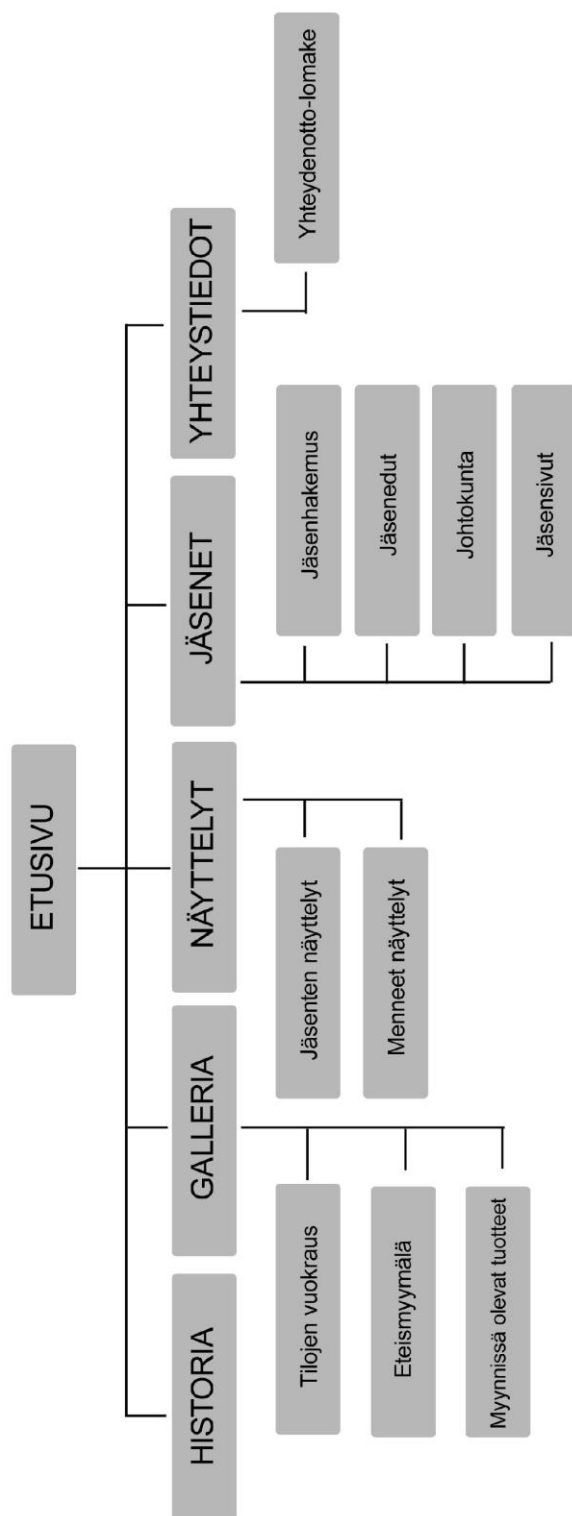 ETUSIVU
HISTORIA
GALLERIA
NÄYTTELYT
JÄSENET
YHTEYSTIEDOT
Tilojen vuokraus
Eteismyymälä
Myynnissä olevat tuotteet
Jäsenten näyttelyt
Menneet näyttelyt
Jäsenhakemus
Jäsenedut
Johtokunta
Jäsensivut
Yhteydenotto-lomake